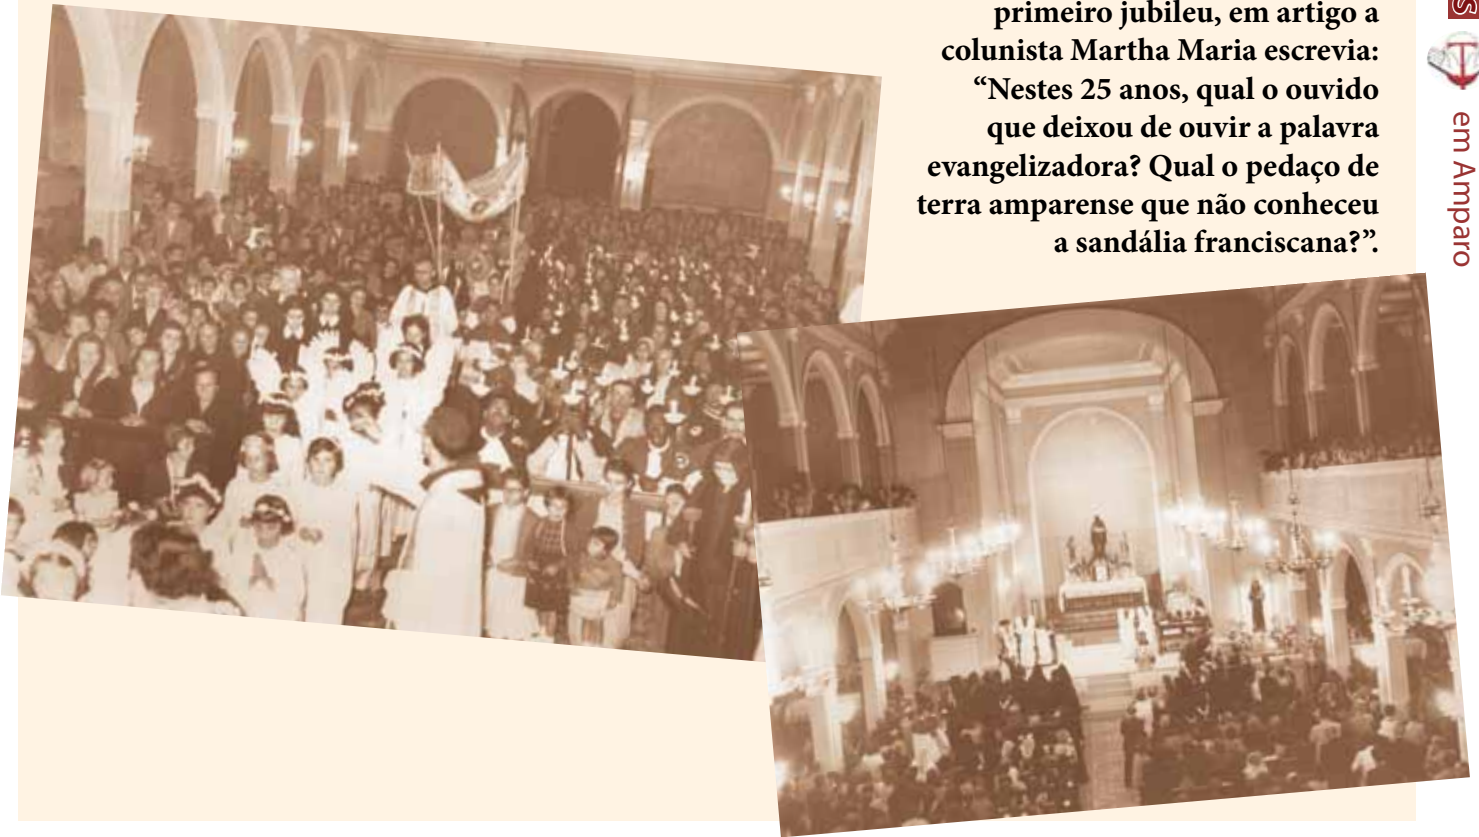 primeiro jubileu, em artigo a
colunista Martha Maria escrevia:
“Nestes 25 anos, qual o ouvido
que deixou de ouvir a palavra
evangelizadora? Qual o pedaço de
terra amparense que não conheceu
a sandália franciscana?”.
em Amparo